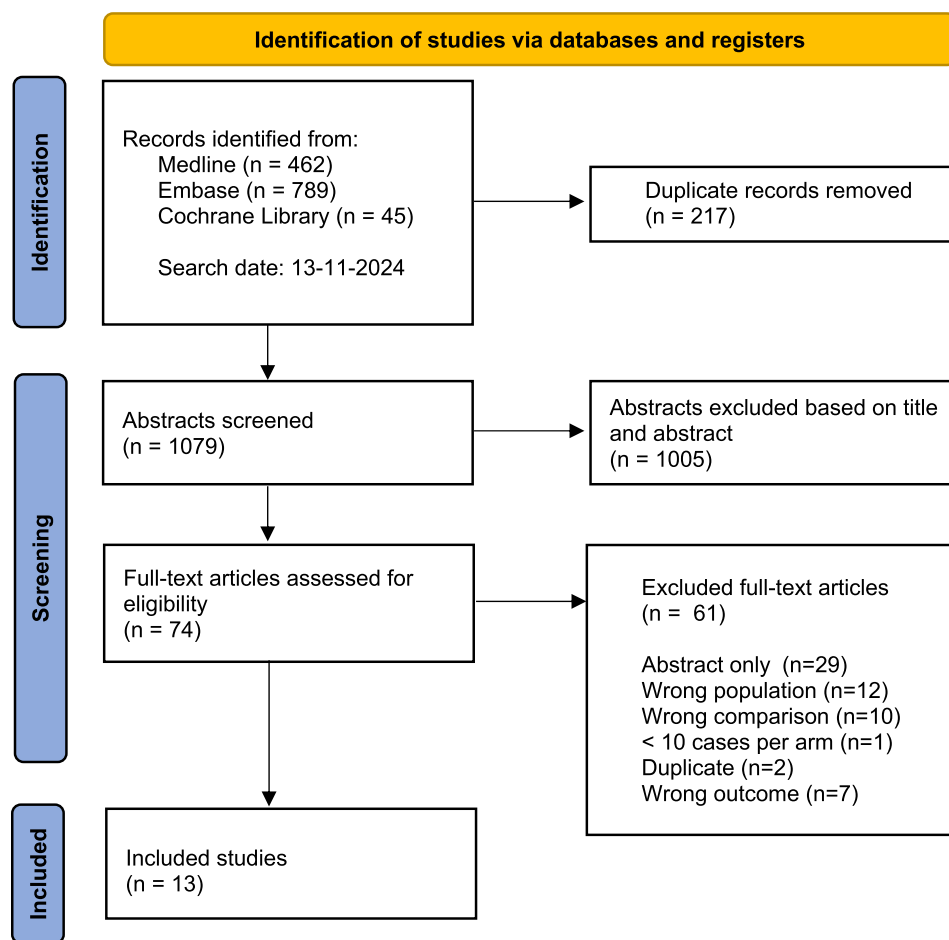 Identification of studies via databases and registers
Identification
Records identified from:
Medline (n = 462)
Embase (n = 789)
Cochrane Library (n = 45)
Search date: 13-11-2024
Duplicate records removed
(n = 217)
Screening
Abstracts screened
(n = 1079)
Abstracts excluded based on title
and abstract
(n = 1005)
Full-text articles assessed for
eligibility
(n = 74)
Excluded full-text articles
(n =  61)
Abstract only  (n=29)
Wrong population (n=12)
Wrong comparison (n=10)
< 10 cases per arm (n=1)
Duplicate (n=2)
Wrong outcome (n=7)
Included
Included studies
(n = 13)